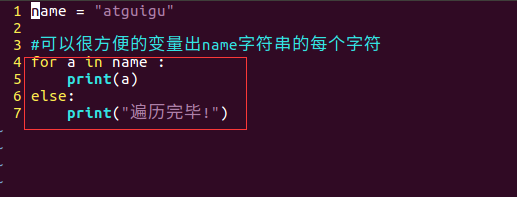 1 name = "atguigu"
2
3 #可以很方便的变量出name字符串的每个字符
4 for a in name :
5     print(a)
6 else:
7     print("遍历完毕!")
~
~
~
~